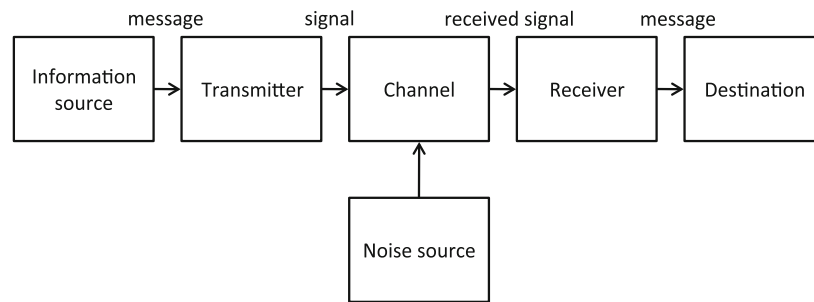 message
signal
received signal
message
Information
source
Transmitter
Channel
Receiver
Destination
Noise source